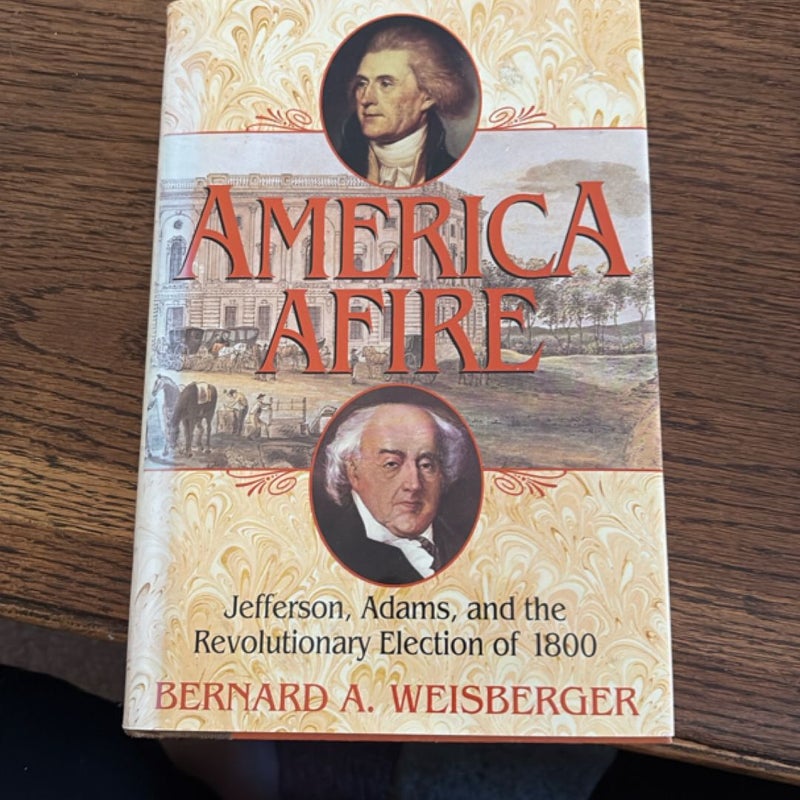 AMERICA
AFIRE
Jefferson, Adams, and the
Revolutionary Election of 1800
BERNARD A. WEISBERGER